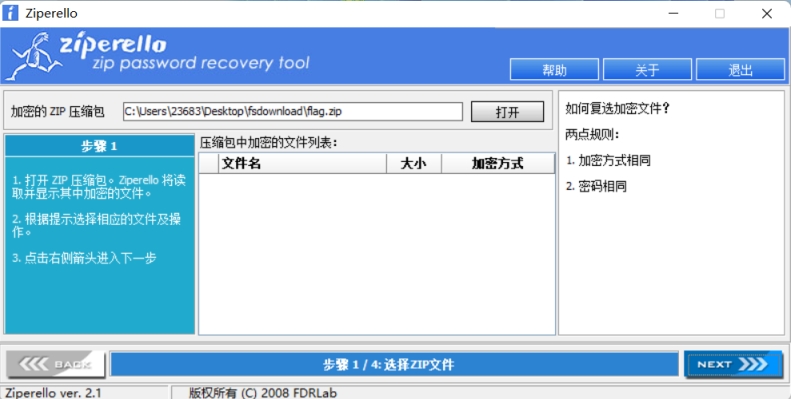 Ziperello
ziperello
zip password recovery tool
帮助
关于
退出
加密的 ZIP 压缩包
C:\Users\23683\Desktop\fsdownload\flag.zip
打开
步骤 1
1. 打开 ZIP 压缩包。Ziperello 将读
取并显示其中加密的文件。
2. 根据提示选择相应的文件及操
作。
3. 点击右侧箭头进入下一步
压缩包中加密的文件列表：
文件名
大小
加密方式
如何复选加密文件？
两点规则：
1. 加密方式相同
2. 密码相同
BACK
步骤 1 / 4: 选择ZIP文件
NEXT
Ziperello ver. 2.1
版权所有 (C) 2008 FDRLab